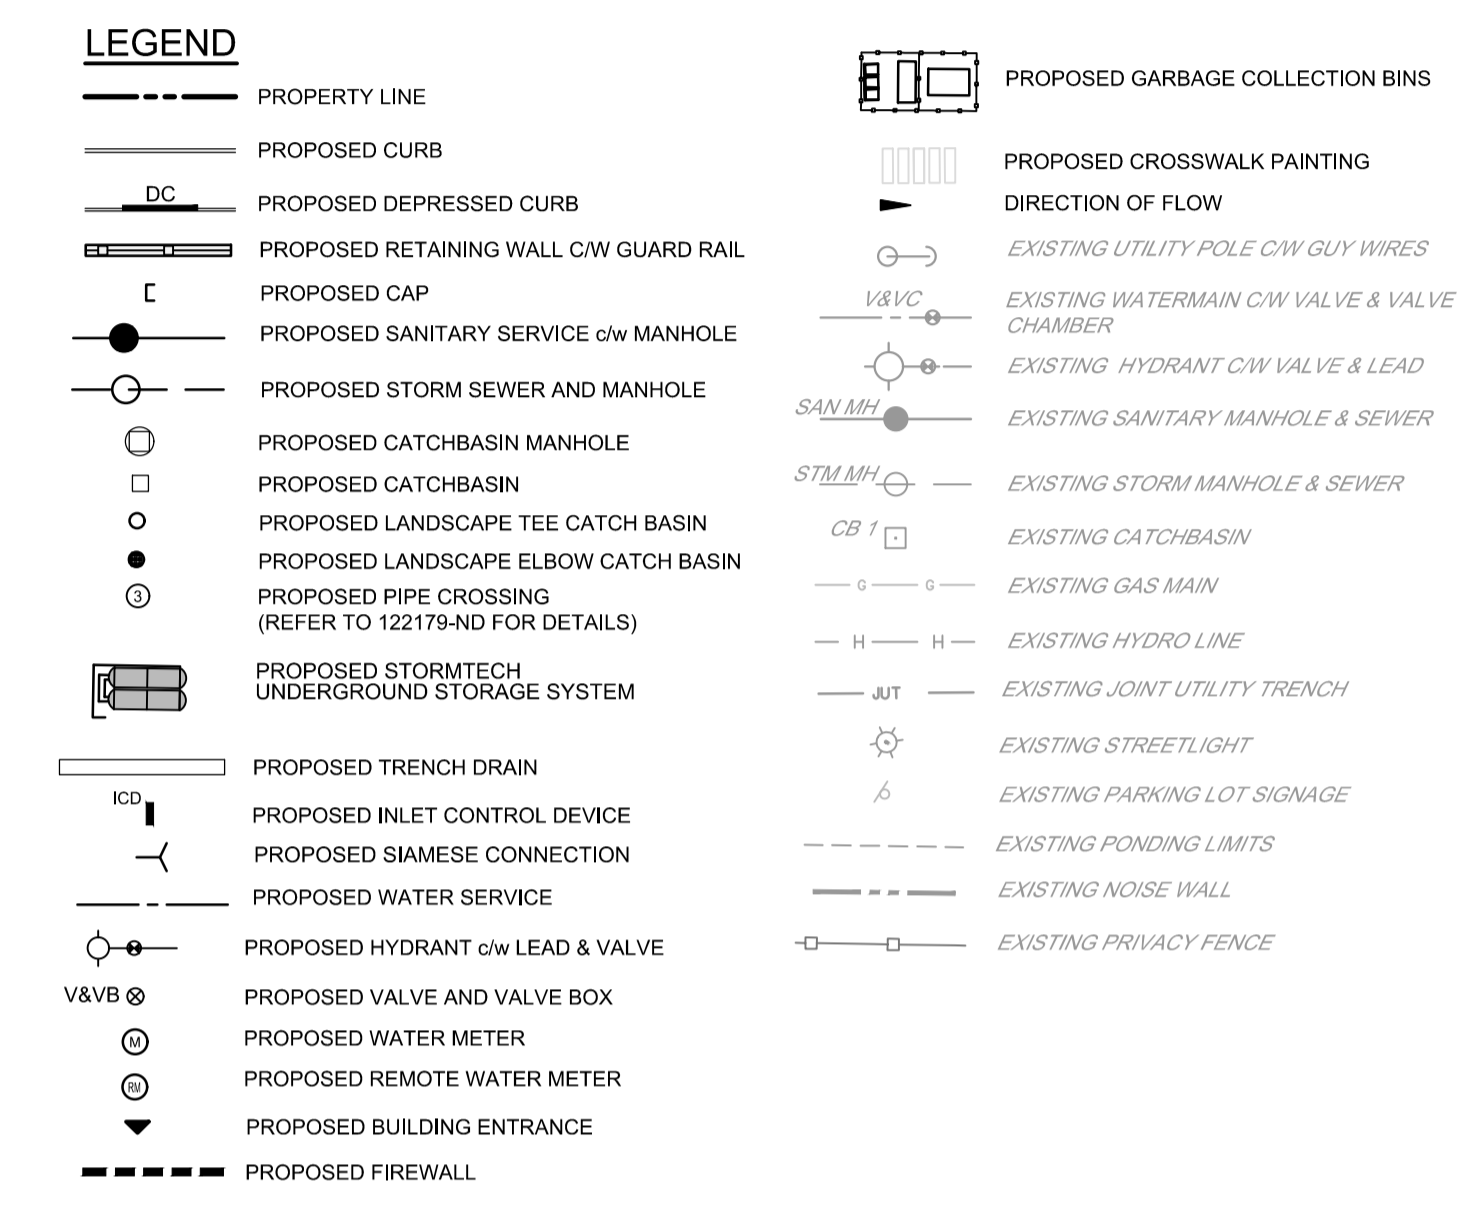 LEGEND
PROPERTY LINE
PROPOSED CURB
DC
PROPOSED DEPRESSED CURB
PROPOSED RETAINING WALL C/W GUARD RAIL
PROPOSED CAP
PROPOSED SANITARY SERVICE c/w MANHOLE
PROPOSED STORM SEWER AND MANHOLE
PROPOSED CATCHBASIN MANHOLE
PROPOSED CATCHBASIN
PROPOSED LANDSCAPE TEE CATCH BASIN
PROPOSED LANDSCAPE ELBOW CATCH BASIN
3 PROPOSED PIPE CROSSING
(REFER TO 122179-ND FOR DETAILS)
PROPOSED STORMTECH
UNDERGROUND STORAGE SYSTEM
PROPOSED TRENCH DRAIN
ICD
PROPOSED INLET CONTROL DEVICE
PROPOSED SIAMESE CONNECTION
PROPOSED WATER SERVICE
PROPOSED HYDRANT c/w LEAD & VALVE
V&VB PROPOSED VALVE AND VALVE BOX
M PROPOSED WATER METER
RM PROPOSED REMOTE WATER METER
PROPOSED BUILDING ENTRANCE
PROPOSED FIREWALL
PROPOSED GARBAGE COLLECTION BINS
PROPOSED CROSSWALK PAINTING
DIRECTION OF FLOW
EXISTING UTILITY POLE C/W GUY WIRES
V&VC EXISTING WATERMAIN C/W VALVE & VALVE
CHAMBER
EXISTING HYDRANT C/W VALVE & LEAD
SAN MH EXISTING SANITARY MANHOLE & SEWER
STM MH EXISTING STORM MANHOLE & SEWER
CB 1 EXISTING CATCHBASIN
G G EXISTING GAS MAIN
H H EXISTING HYDRO LINE
JUT EXISTING JOINT UTILITY TRENCH
EXISTING STREETLIGHT
EXISTING PARKING LOT SIGNAGE
EXISTING PONDING LIMITS
EXISTING NOISE WALL
EXISTING PRIVACY FENCE